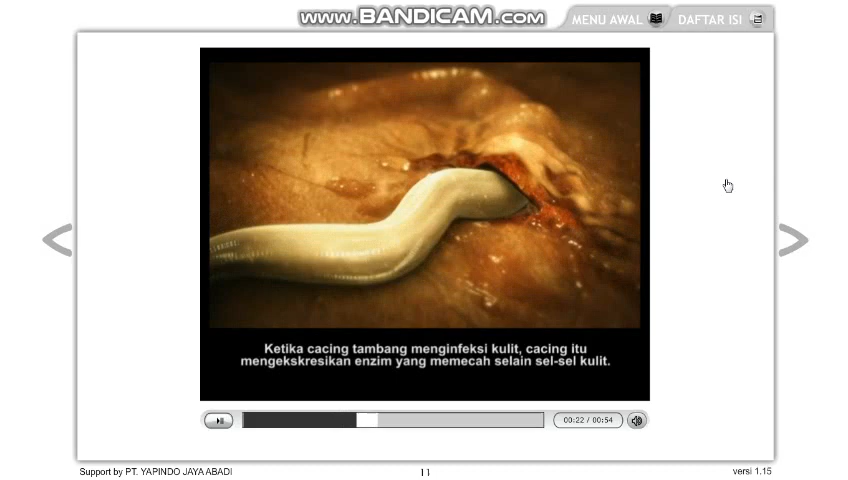 www.BANDICAM.com
MENU AWAL
DAFTAR ISI
Ketika cacing tambang menginfeksi kulit, cacing itu
mengekskresikan enzim yang memecah selain sel-sel kulit.
00:22 / 00:54
Support by PT. YAPINDO JAYA ABADI
11
versi 1.15